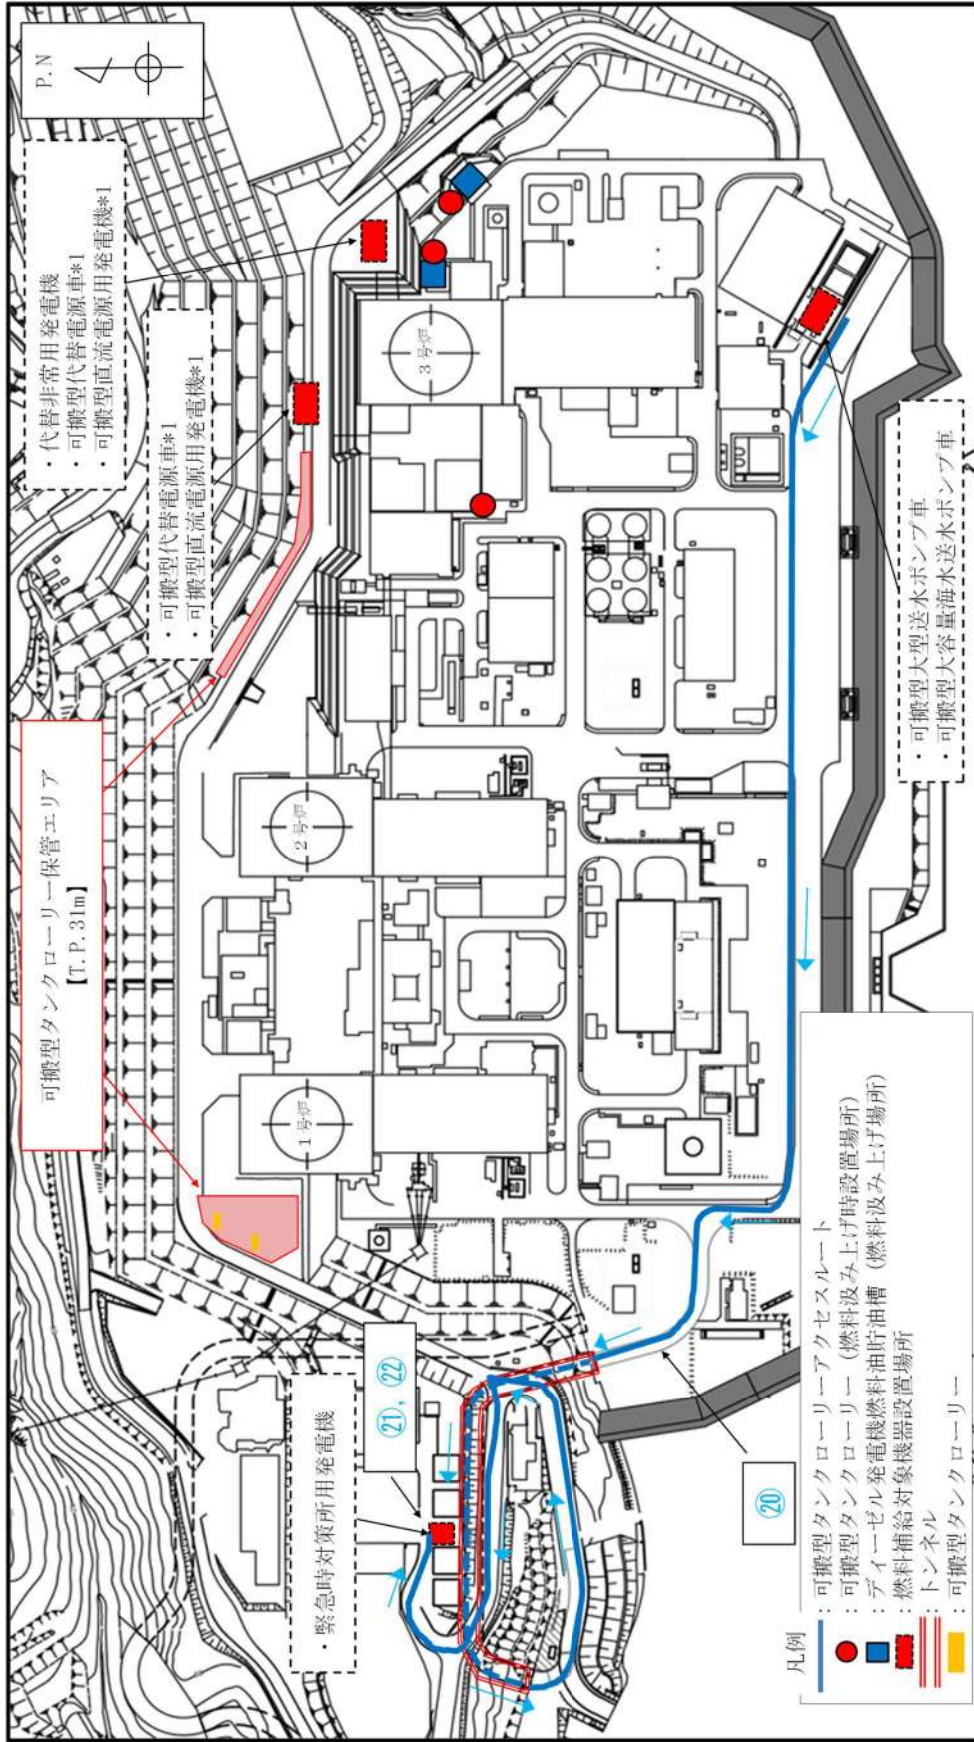 P.N
・代替非常用発電機
・可搬型代替電源車*1
・可搬型直流電源用発電機*1
・可搬型代替電源車*1
・可搬型直流電源用発電機*1
可搬型タンクローリー保管エリア
【T.P.31m】
3号炉
2号炉
1号炉
㉑, ㉒
・緊急時対策所用発電機
⑳
・可搬型大型送水ポンプ車
・可搬型大容量海水送水ポンプ車
凡例
：可搬型タンクローリーアクセスルート
：可搬型タンクローリー（燃料汲み上げ時設置場所）
：ディーゼル発電機燃料油貯油槽（燃料汲み上げ場所）
：燃料補給対象機器設置場所
：トンネル
：可搬型タンクローリー